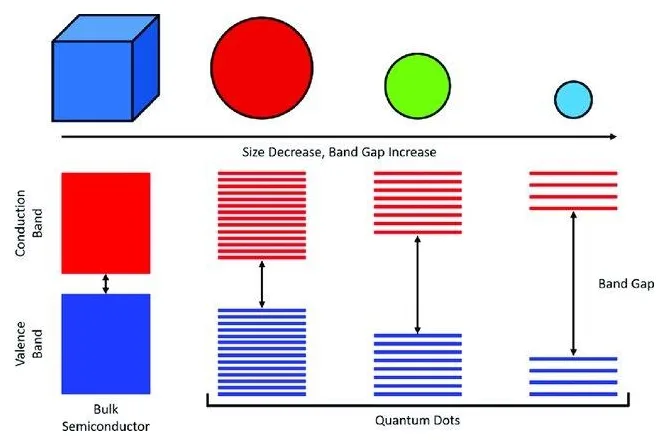 Size Decrease, Band Gap Increase
Conduction
Band
Valence
Band
Band Gap
Bulk
Semiconductor
Quantum Dots